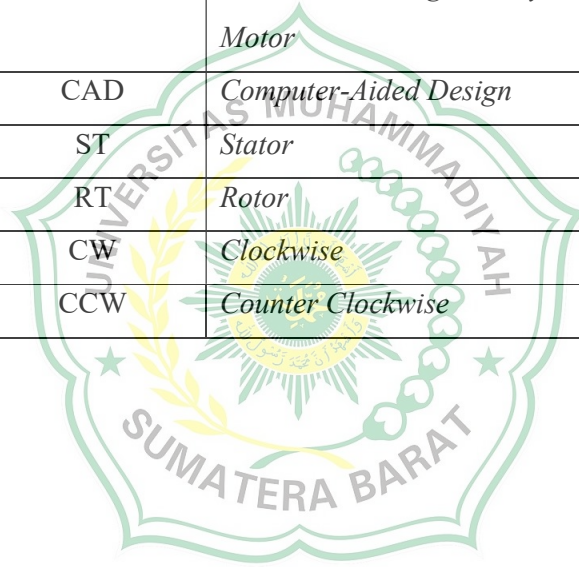 Motor
CAD Computer-Aided Design
ST Stator
RT Rotor
CW Clockwise
CCW Counter Clockwise
UNIVERSITAS MUHAMMADIYAH
SUMATERA BARAT